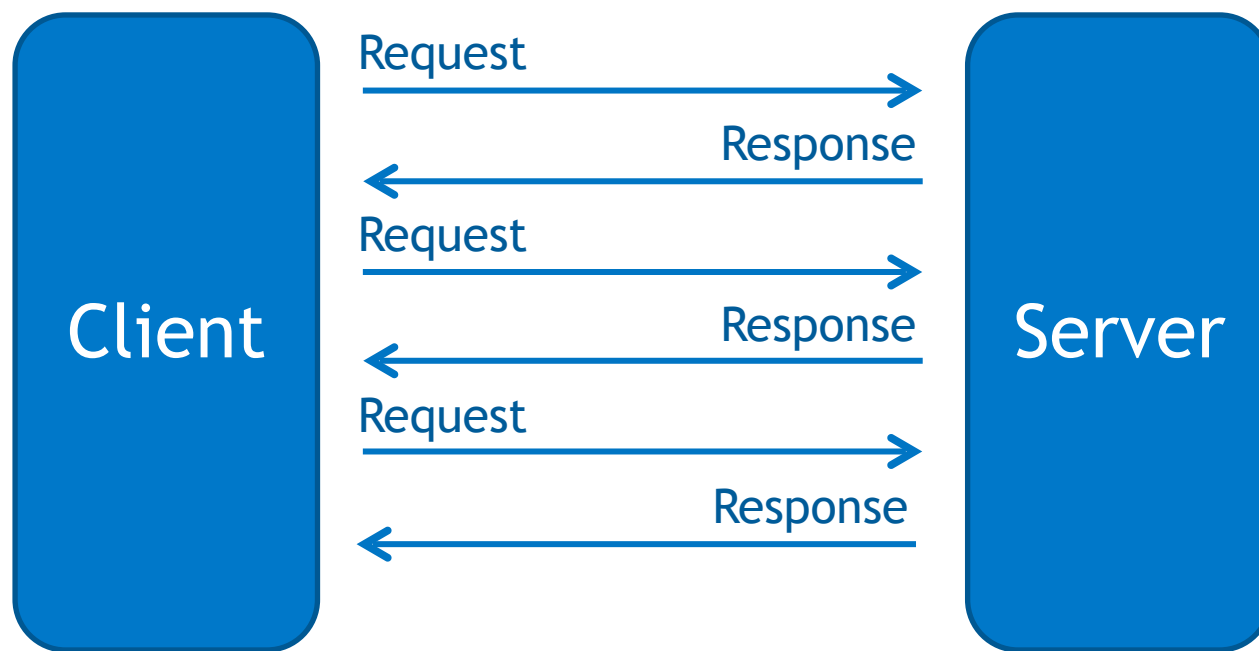 Request
Response
Request
Client
Response
Server
Request
Response